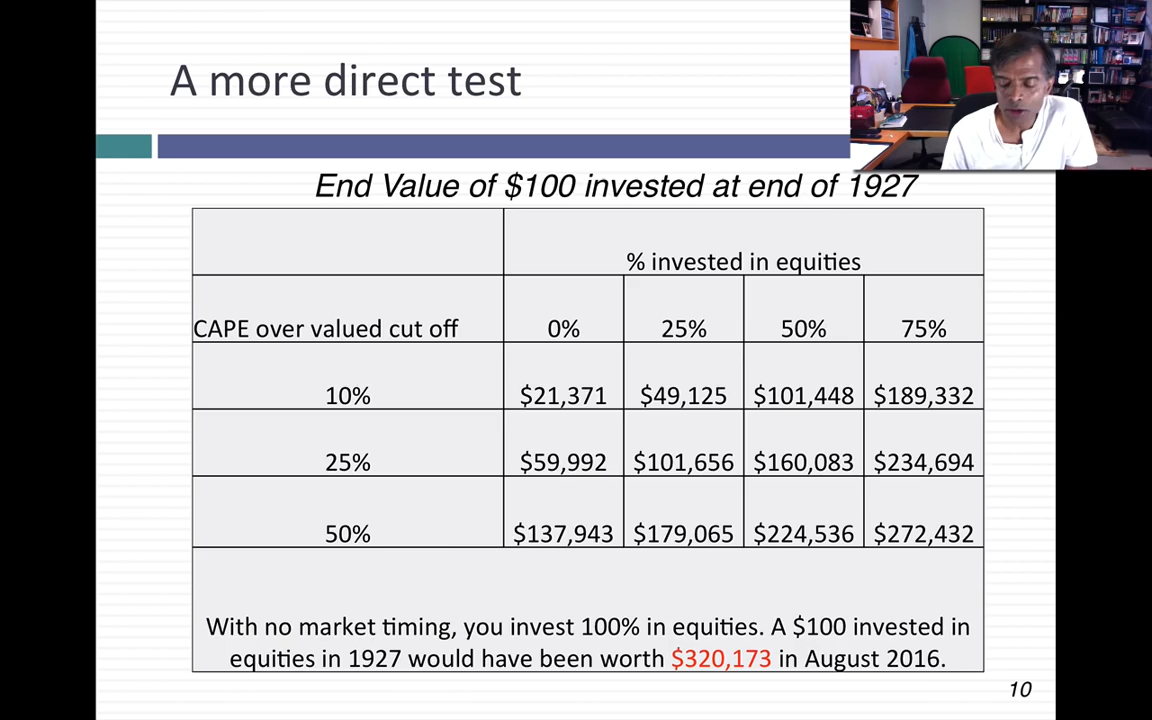 A more direct test
End Value of $100 invested at end of 1927
% invested in equities
CAPE over valued cut off 0% 25% 50% 75%
10% $21,371 $49,125 $101,448 $189,332
25% $59,992 $101,656 $160,083 $234,694
50% $137,943 $179,065 $224,536 $272,432
With no market timing, you invest 100% in equities. A $100 invested in
equities in 1927 would have been worth $320,173 in August 2016.
10